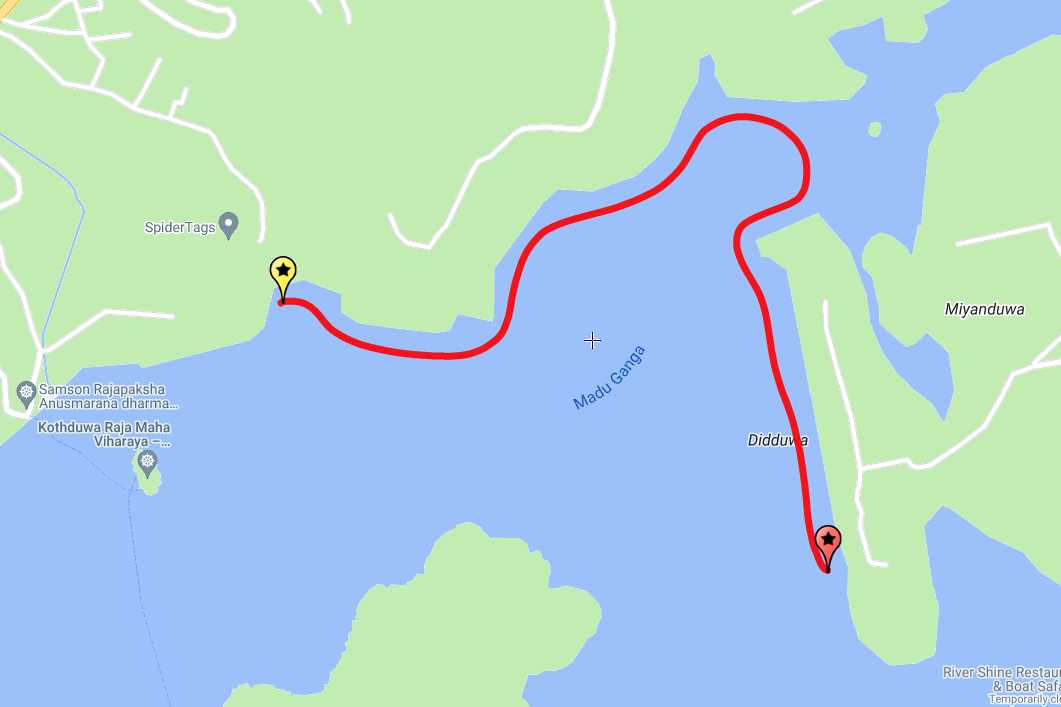 SpiderTags
Miyanduwa
Madu Ganga
Samson Rajapaksha
Anusmarana dharma...
Kothduwa Raja Maha
Viharaya –...
Didduwa
River Shine Restau
& Boat Safa
Temporarily clo